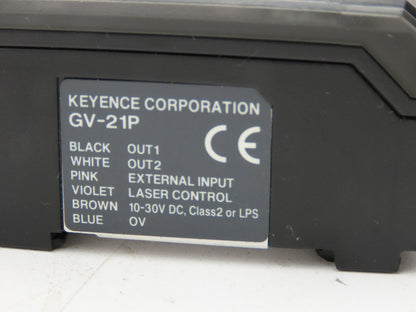 KEYENCE CORPORATION
GV-21P
CE
BLACK OUT1
WHITE OUT2
PINK EXTERNAL INPUT
VIOLET LASER CONTROL
BROWN 10-30V DC, Class2 or LPS
BLUE 0V